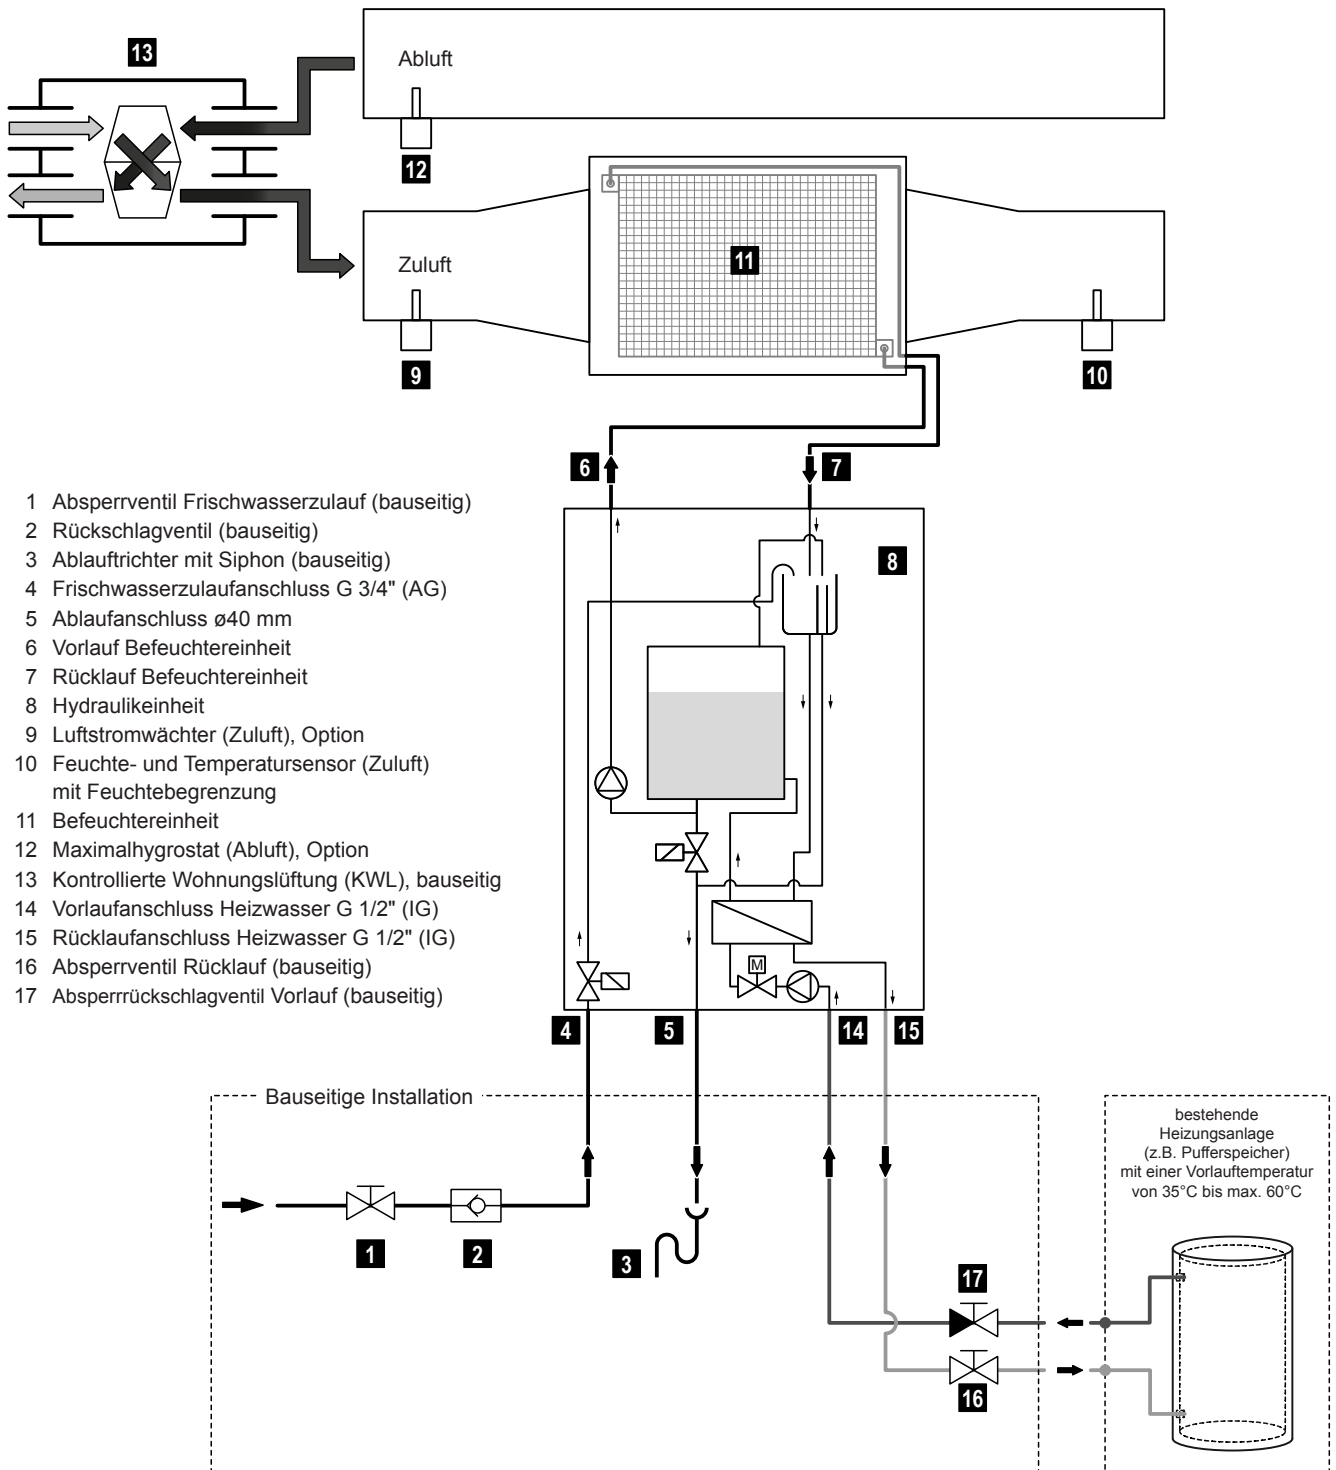 13
Abluft
12
11
Zuluft
9
10
6
7
1 Absperrventil Frischwasserzulauf (bauseitig)
2 Rückschlagventil (bauseitig)
3 Ablauftrichter mit Siphon (bauseitig)
4 Frischwasserzulaufanschluss G 3/4" (AG)
5 Ablaufanschluss ø40 mm
6 Vorlauf Befeuchtereinheit
7 Rücklauf Befeuchtereinheit
8 Hydraulikeinheit
9 Luftstromwächter (Zuluft), Option
10 Feuchte- und Temperatursensor (Zuluft)
mit Feuchtebegrenzung
11 Befeuchtereinheit
12 Maximalhygrostat (Abluft), Option
13 Kontrollierte Wohnungslüftung (KWL), bauseitig
14 Vorlaufanschluss Heizwasser G 1/2" (IG)
15 Rücklaufanschluss Heizwasser G 1/2" (IG)
16 Absperrventil Rücklauf (bauseitig)
17 Absperrrückschlagventil Vorlauf (bauseitig)
8
M
4
5
14
15
Bauseitige Installation
bestehende
Heizungsanlage
(z.B. Pufferspeicher)
mit einer Vorlauftemperatur
von 35°C bis max. 60°C
1
2
3
17
16